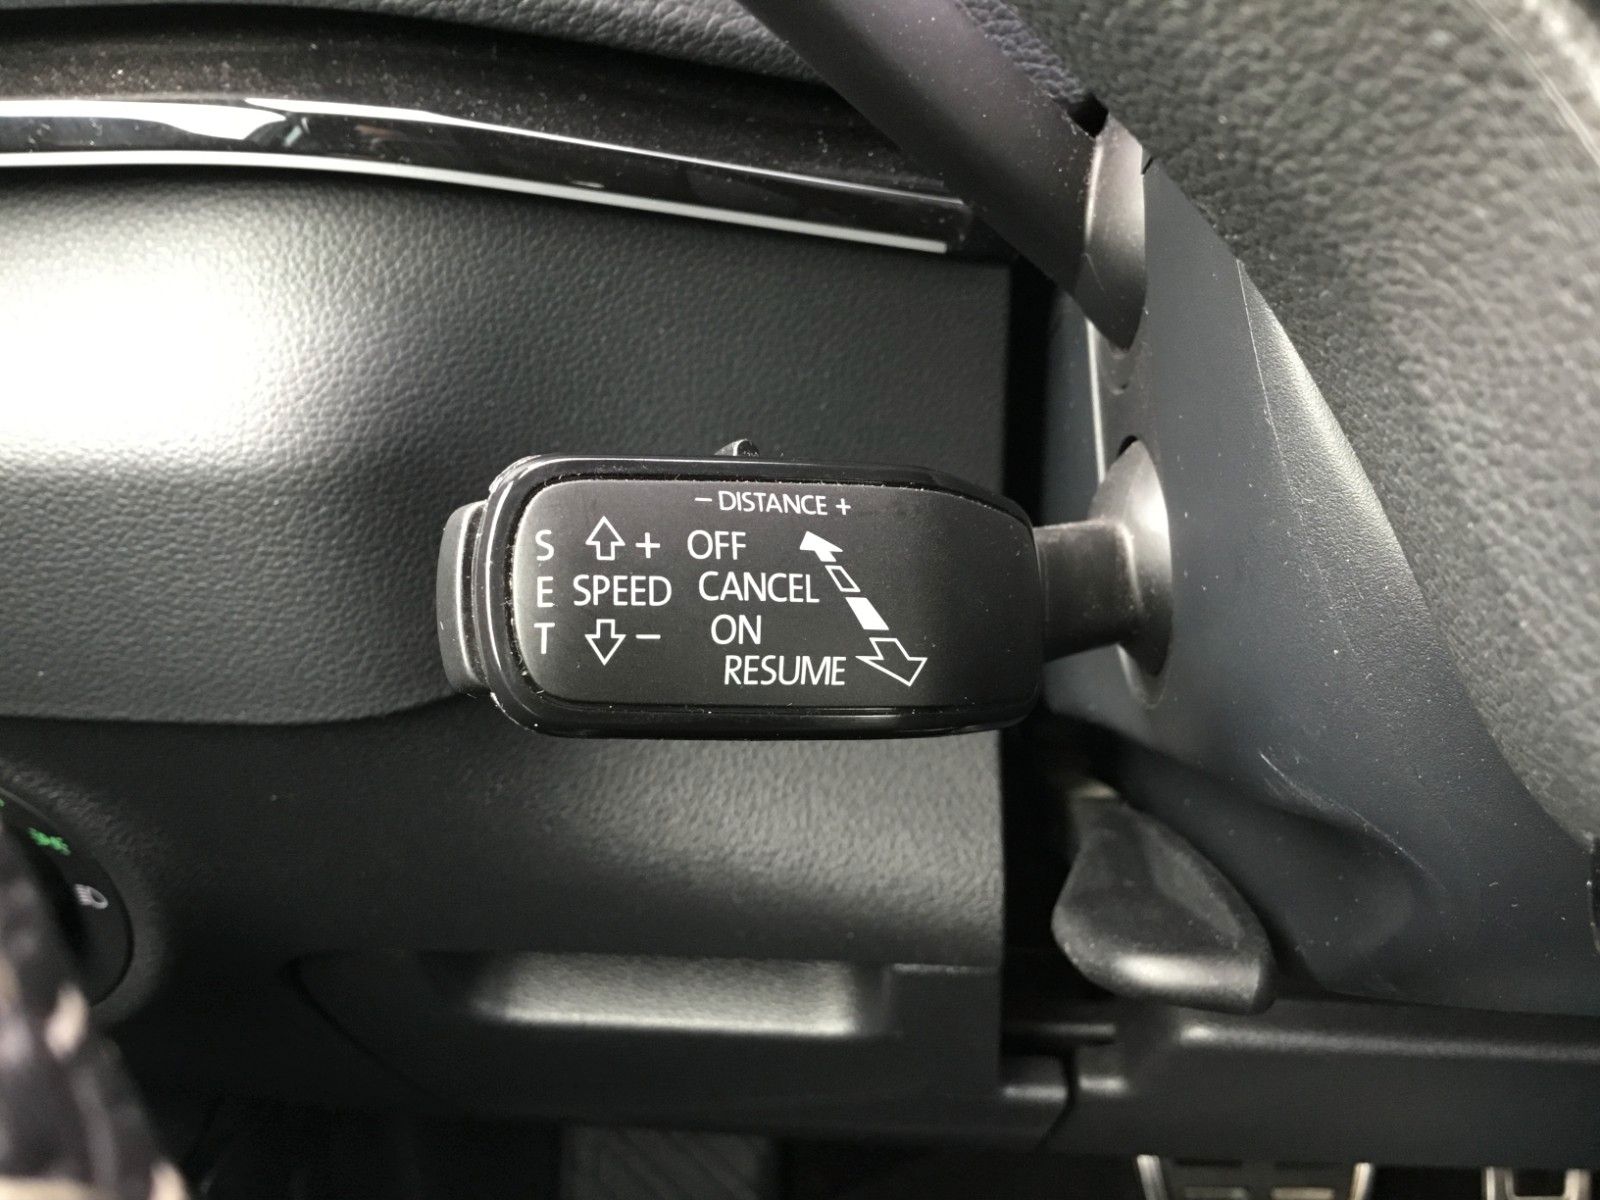 - DISTANCE +
S + OFF
E SPEED CANCEL
T - ON
RESUME